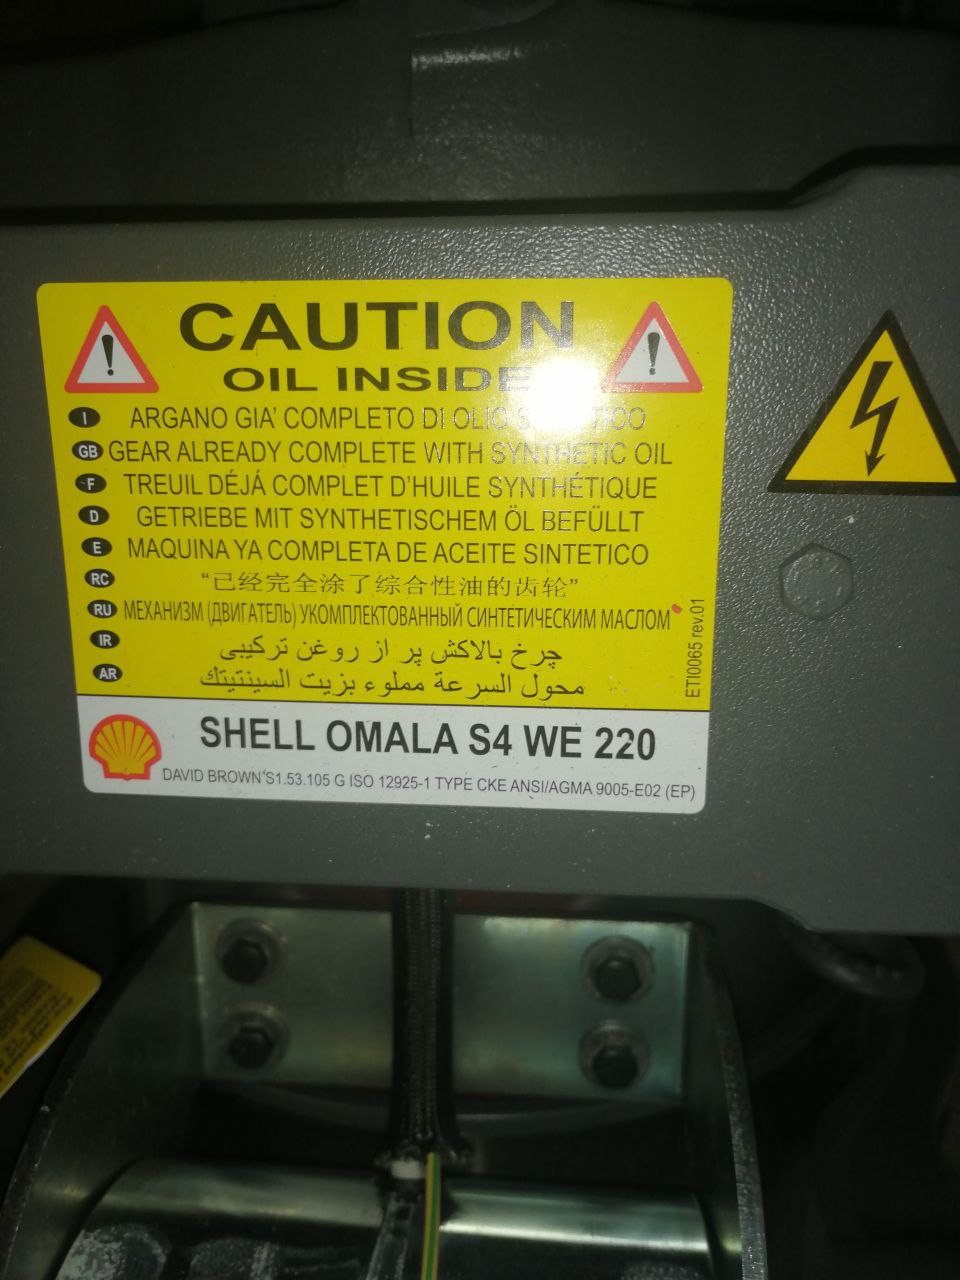 CAUTION
OIL INSIDE
I ARGANO GIA' COMPLETO DI OLIO
GB GEAR ALREADY COMPLETE WITH SYNTHETIC OIL
F TREUIL DÉJÁ COMPLET D'HUILE SYNTHÉTIQUE
D GETRIEBE MIT SYNTHETISCHEM ÖL BEFÜLLT
E MAQUINA YA COMPLETA DE ACEITE SINTETICO
RC “已经完全涂了综合性油的齿轮”
RU МЕХАНИЗМ (ДВИГАТЕЛЬ) УКОМПЛЕКТОВАННЫЙ СИНТЕТИЧЕСКИМ МАСЛОМ
IR چرخ بالاکش پر از روغن ترکیبی
AR محول السرعة مملوء بزيت السينتيتك
ETI0065 rev.01
SHELL OMALA S4 WE 220
DAVID BROWN S1.53.105 G ISO 12925-1 TYPE CKE ANSI/AGMA 9005-E02 (EP)